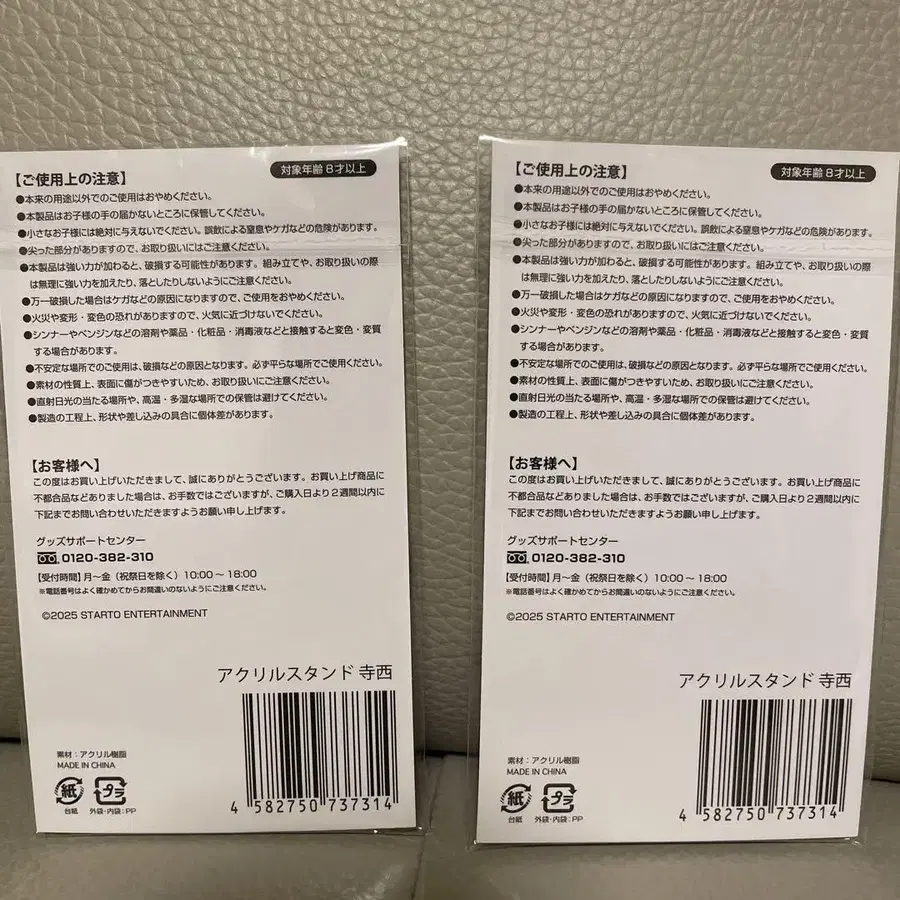 【ご使用上の注意】
対象年齢 8才以上
●本来の用途以外でのご使用はおやめください。
●本製品はお子様の手の届かないところに保管してください。
●小さなお子様には絶対に与えないでください。誤飲による窒息やケガなどの危険があります。
●尖った部分がありますので、お取り扱いにはご注意ください。
●本製品は強い力が加わると、破損する可能性があります。組み立てや、お取り扱いの際
は無理に強い力を加えたり、落としたりしないようにご注意ください。
●万一破損した場合はケガなどの原因になりますので、ご使用をおやめください。
●火災や変形・変色の恐れがありますので、火気に近づけないでください。
●シンナーやベンジンなどの溶剤や薬品・化粧品・消毒液などと接触すると変色・変質
する場合があります。
●不安定な場所でのご使用は、破損などの原因となります。必ず平らな場所でご使用ください。
●素材の性質上、表面に傷がつきやすいため、お取り扱いにご注意ください。
●直射日光の当たる場所や、高温・多湿な場所での保管は避けてください。
●製造の工程上、形状や差し込みの具合に個体差があります。
【お客様へ】
この度はお買い上げいただきまして、誠にありがとうございます。お買い上げ商品に
不都合品などありました場合は、お手数ではございますが、ご購入日より2週間以内に
下記までお問い合わせいただきますようお願い申し上げます。
グッズサポートセンター
0120-382-310
【受付時間】月〜金（祝祭日を除く）10:00〜18:00
※電話番号はよく確かめてからお間違いのないようにご注意ください。
©2025 STARTO ENTERTAINMENT
アクリルスタンド 寺西
素材：アクリル樹脂
MADE IN CHINA
紙 プラ
台紙 外袋・内袋：PP
4 582750 737314
【ご使用上の注意】
対象年齢 8才以上
●本来の用途以外でのご使用はおやめください。
●本製品はお子様の手の届かないところに保管してください。
●小さなお子様には絶対に与えないでください。誤飲による窒息やケガなどの危険があります。
●尖った部分がありますので、お取り扱いにはご注意ください。
●本製品は強い力が加わると、破損する可能性があります。組み立てや、お取り扱いの際
は無理に強い力を加えたり、落としたりしないようにご注意ください。
●万一破損した場合はケガなどの原因になりますので、ご使用をおやめください。
●火災や変形・変色の恐れがありますので、火気に近づけないでください。
●シンナーやベンジンなどの溶剤や薬品・化粧品・消毒液などと接触すると変色・変質
する場合があります。
●不安定な場所でのご使用は、破損などの原因となります。必ず平らな場所でご使用ください。
●素材の性質上、表面に傷がつきやすいため、お取り扱いにご注意ください。
●直射日光の当たる場所や、高温・多湿な場所での保管は避けてください。
●製造の工程上、形状や差し込みの具合に個体差があります。
【お客様へ】
この度はお買い上げいただきまして、誠にありがとうございます。お買い上げ商品に
不都合品などありました場合は、お手数ではございますが、ご購入日より2週間以内に
下記までお問い合わせいただきますようお願い申し上げます。
グッズサポートセンター
0120-382-310
【受付時間】月〜金（祝祭日を除く）10:00〜18:00
※電話番号はよく確かめてからお間違いのないようにご注意ください。
©2025 STARTO ENTERTAINMENT
アクリルスタンド 寺西
素材：アクリル樹脂
MADE IN CHINA
紙 プラ
台紙 外袋・内袋：PP
4 582750 737314